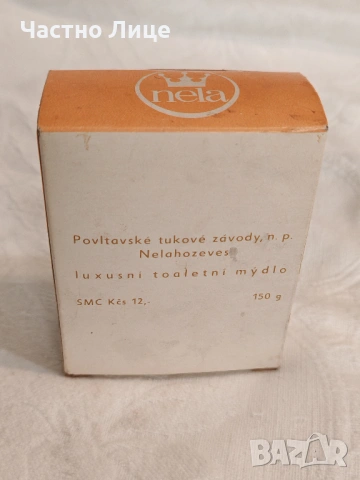 Частно Лице
nela
Povltavské tukové závody, n. p.
Nelahozeves
luxusní toaletní mýdlo
SMC Kčs 12,- 150 g
BAZAR